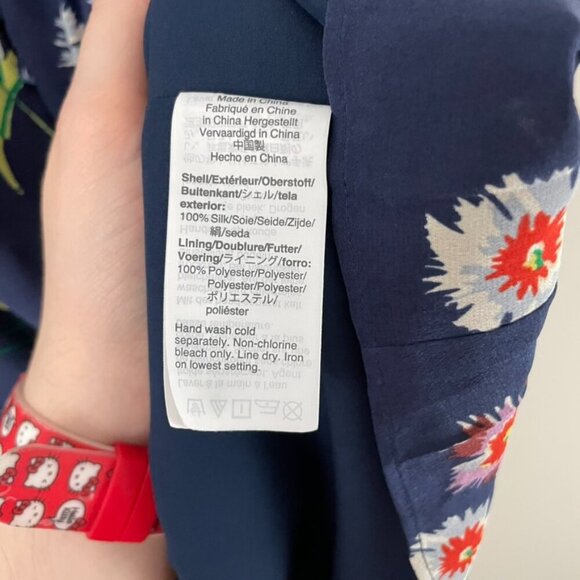 Made in China
Fabriqué en Chine
in China Hergestellt
Vervaardigd in China
中国製
Hecho en China
Shell/Extérieur/Oberstoff/
Buitenkant/シェル/tela
exterior:
100% Silk/Soie/Seide/Zijde/
絹/seda
Lining/Doublure/Futter/
Voering/ライニング/forro:
100% Polyester/Polyester/
Polyester/Polyester/
ポリエステル/
poliéster
Hand wash cold
separately. Non-chlorine
bleach only. Line dry. Iron
on lowest setting.